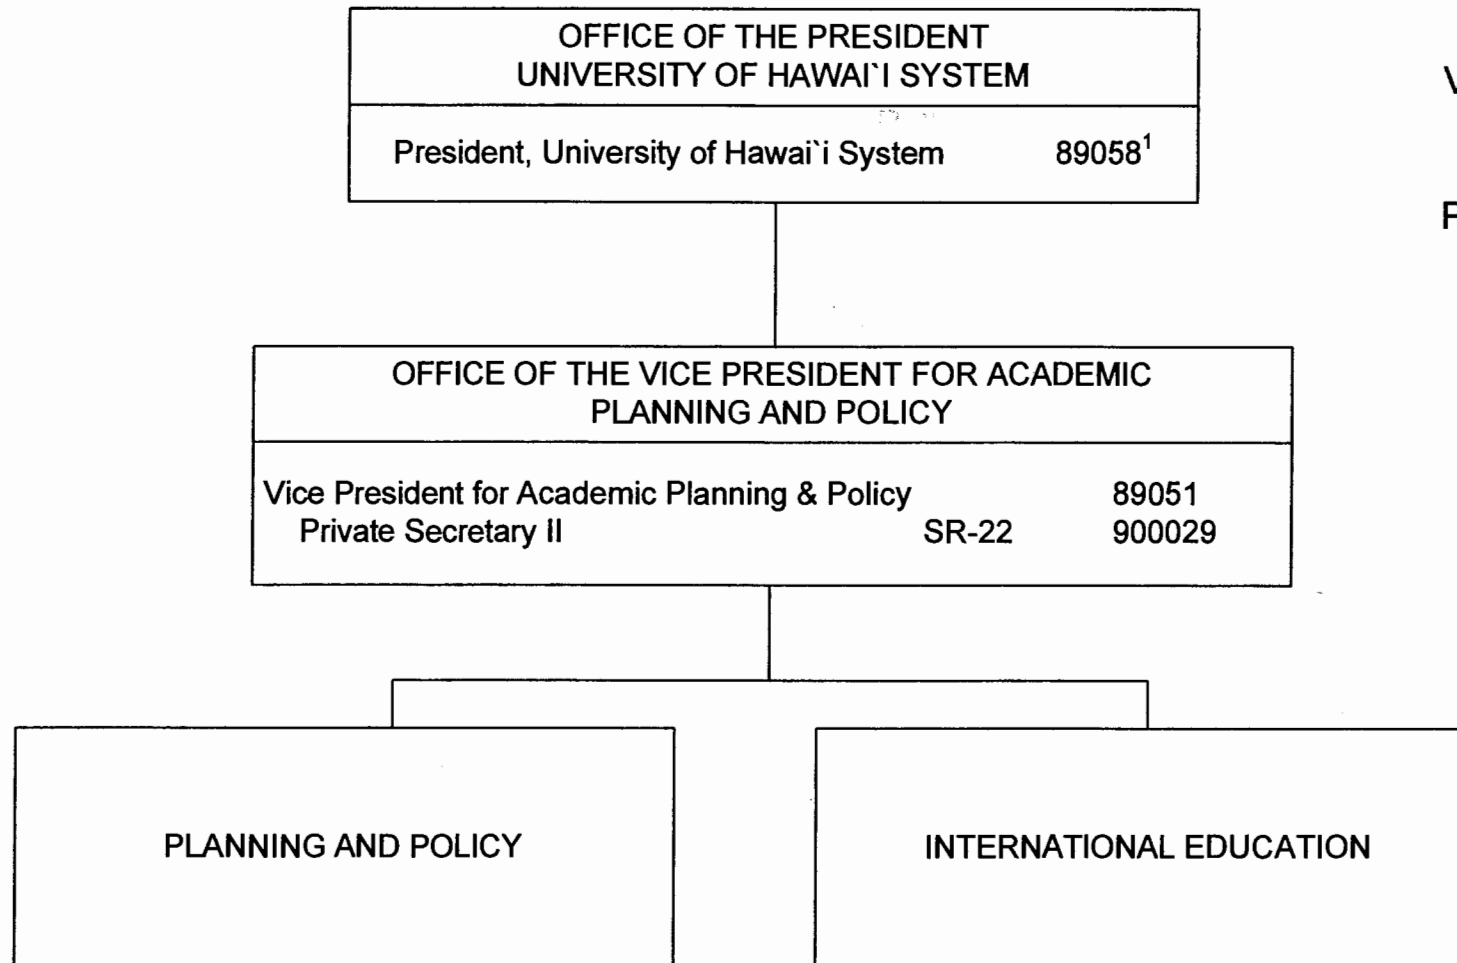 OFFICE OF THE PRESIDENT
UNIVERSITY OF HAWAI`I SYSTEM
President, University of Hawai`i System 89058¹
OFFICE OF THE VICE PRESIDENT FOR ACADEMIC
PLANNING AND POLICY
Vice President for Academic Planning & Policy 89051
Private Secretary II SR-22 900029
PLANNING AND POLICY
INTERNATIONAL EDUCATION